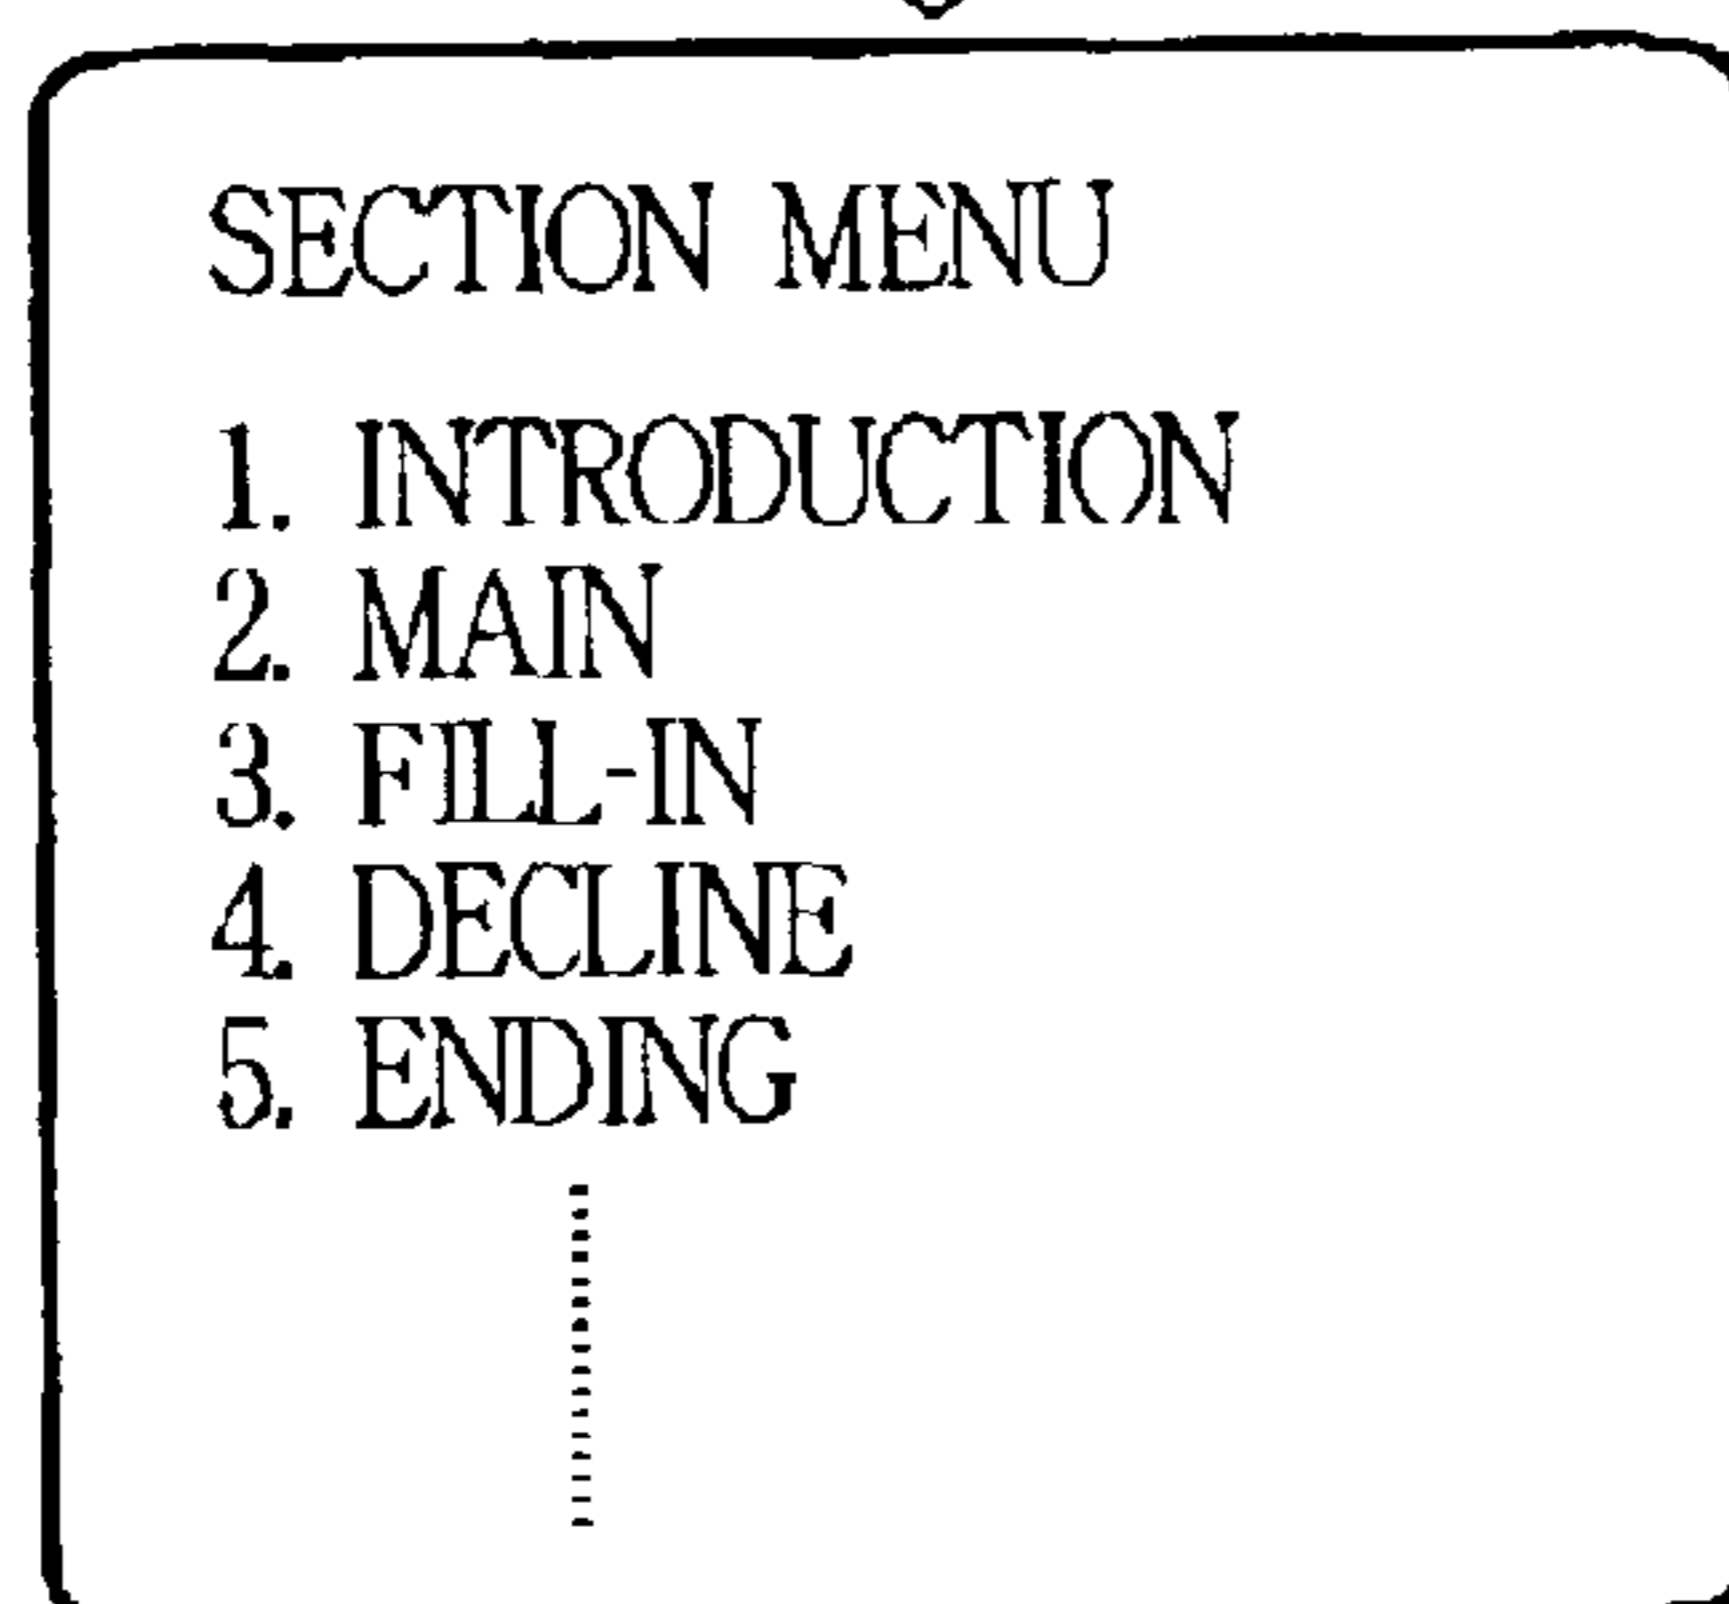 SECTION MENU
1. INTRODUCTION
2. MAIN
3. FILL-IN
4. DECLINE
5. ENDING